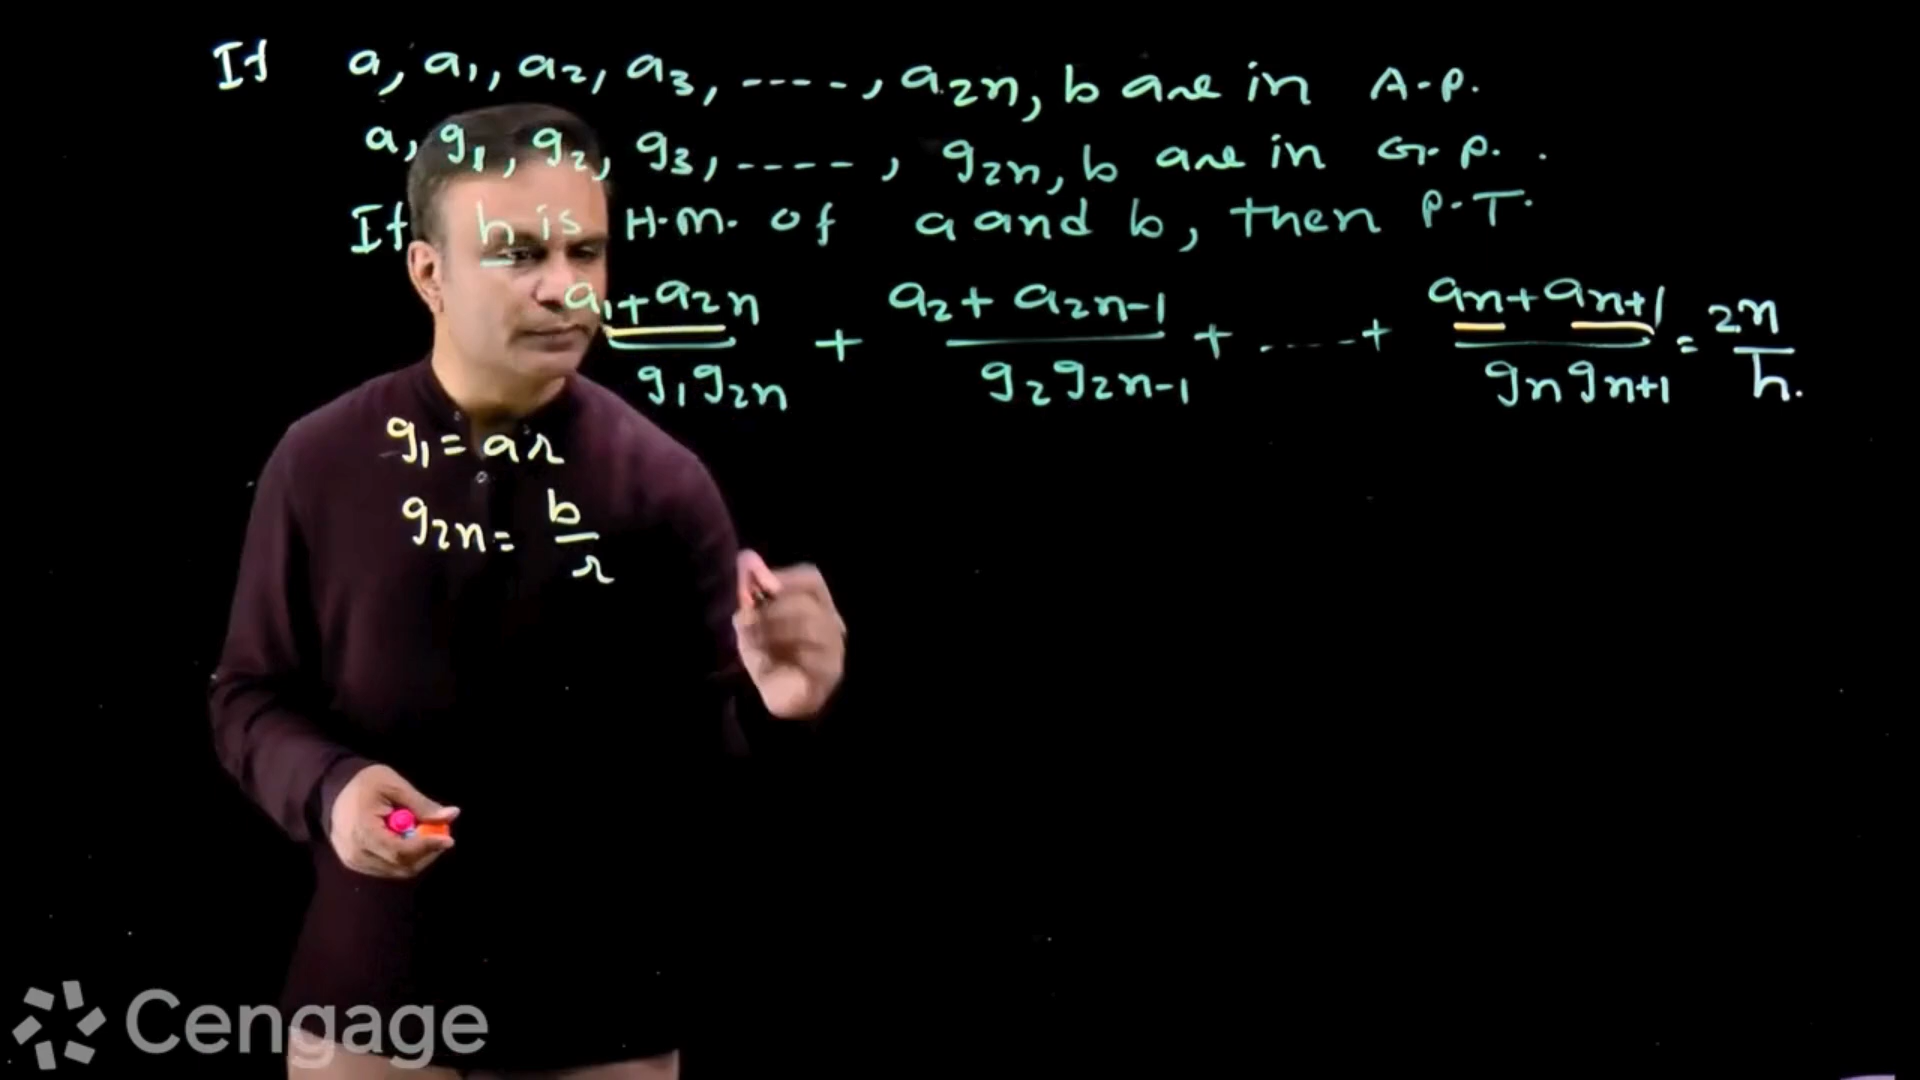 If a, a1, a2, a3, ----, a2n, b are in A.P.
a, g1, g2, g3, ----, g2n, b are in G.P. .
If h is H.M. of a and b, then P.T.
a1+a2n / g1g2n + a2+a2n-1 / g2g2n-1 + ....+ an+an+1 / gngn+1 = 2n / h.
g1 = ar
g2n = b / r
Cengage